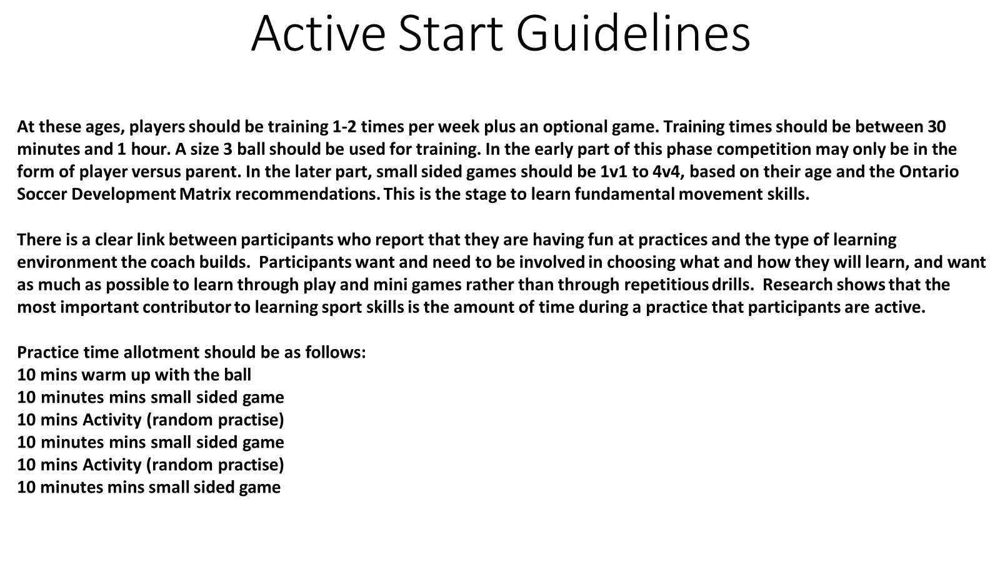 Active Start Guidelines
At these ages, players should be training 1-2 times per week plus an optional game. Training times should be between 30
minutes and 1 hour. A size 3 ball should be used for training. In the early part of this phase competition may only be in the
form of player versus parent. In the later part, small sided games should be 1v1 to 4v4, based on their age and the Ontario
Soccer Development Matrix recommendations. This is the stage to learn fundamental movement skills.
There is a clear link between participants who report that they are having fun at practices and the type of learning
environment the coach builds.  Participants want and need to be involved in choosing what and how they will learn, and want
as much as possible to learn through play and mini games rather than through repetitious drills.  Research shows that the
most important contributor to learning sport skills is the amount of time during a practice that participants are active.
Practice time allotment should be as follows:
10 mins warm up with the ball
10 minutes mins small sided game
10 mins Activity (random practise)
10 minutes mins small sided game
10 mins Activity (random practise)
10 minutes mins small sided game